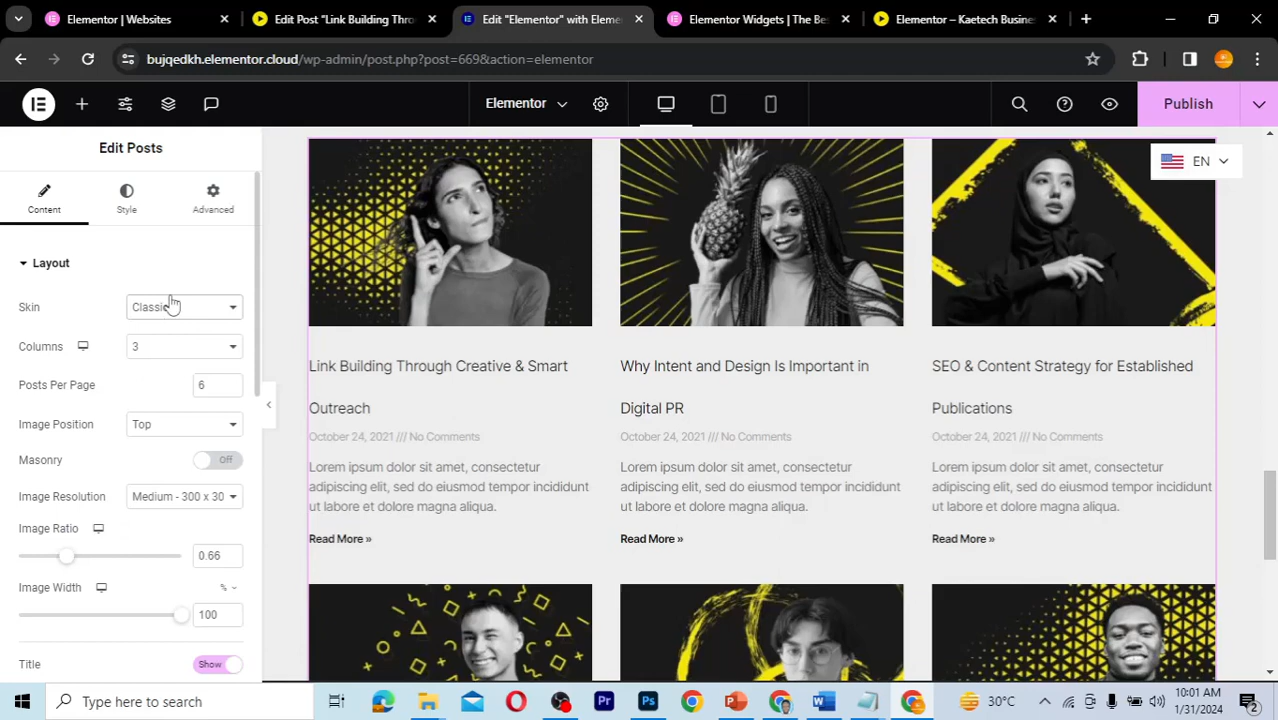 Elementor | Websites
Edit Post "Link Building Thro
Edit "Elementor" with Eleme
Elementor Widgets | The Be
Elementor – Kaetech Busine
bujqedkh.elementor.cloud/wp-admin/post.php?post=669&action=elementor
Elementor
Publish
Edit Posts
EN
Content
Style
Advanced
Layout
Skin
Classic
Columns
3
Posts Per Page
6
Image Position
Top
Masonry
Off
Image Resolution
Medium - 300 x 30
Image Ratio
0.66
Image Width
%
100
Title
Show
Link Building Through Creative & Smart
Outreach
October 24, 2021 /// No Comments
Lorem ipsum dolor sit amet, consectetur
adipiscing elit, sed do eiusmod tempor incididunt
ut labore et dolore magna aliqua.
Read More »
Why Intent and Design Is Important in
Digital PR
October 24, 2021 /// No Comments
Lorem ipsum dolor sit amet, consectetur
adipiscing elit, sed do eiusmod tempor incididunt
ut labore et dolore magna aliqua.
Read More »
SEO & Content Strategy for Established
Publications
October 24, 2021 /// No Comments
Lorem ipsum dolor sit amet, consectetur
adipiscing elit, sed do eiusmod tempor incididunt
ut labore et dolore magna aliqua.
Read More »
Type here to search
30°C
10:01 AM
1/31/2024
2